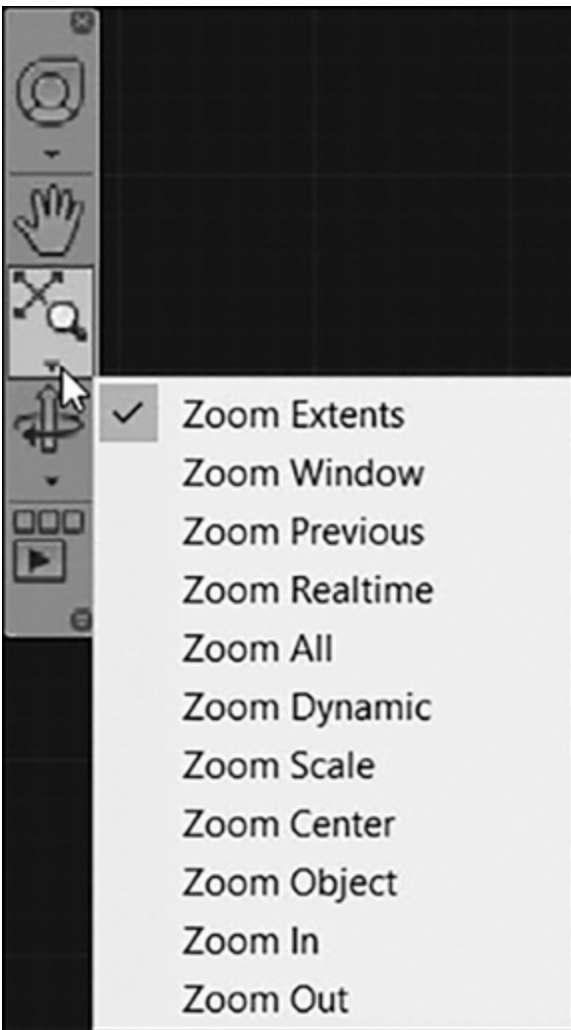 Zoom Extents
Zoom Window
Zoom Previous
Zoom Realtime
Zoom All
Zoom Dynamic
Zoom Scale
Zoom Center
Zoom Object
Zoom In
Zoom Out